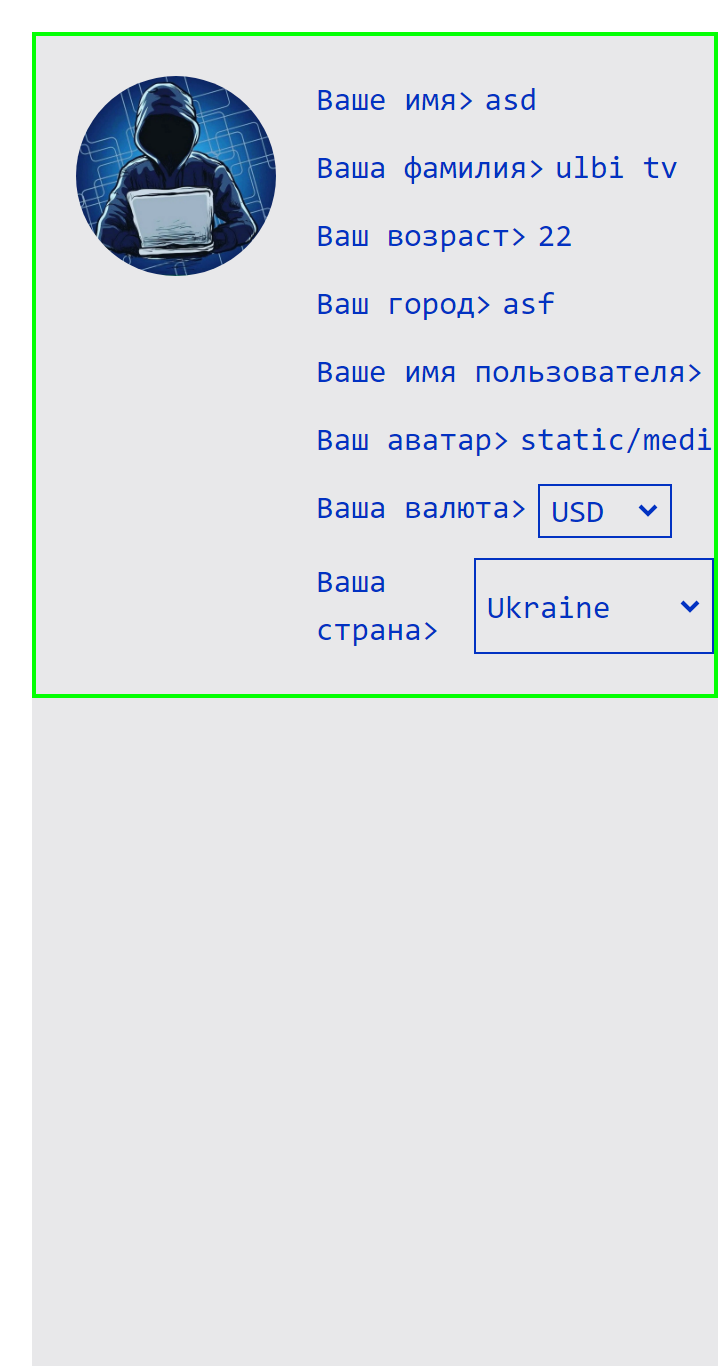 Ваше имя> asd
Ваша фамилия> ulbi tv
Ваш возраст> 22
Ваш город> asf
Ваше имя пользователя>
Ваш аватар> static/medi
Ваша валюта> USD
Ваша
страна> Ukraine